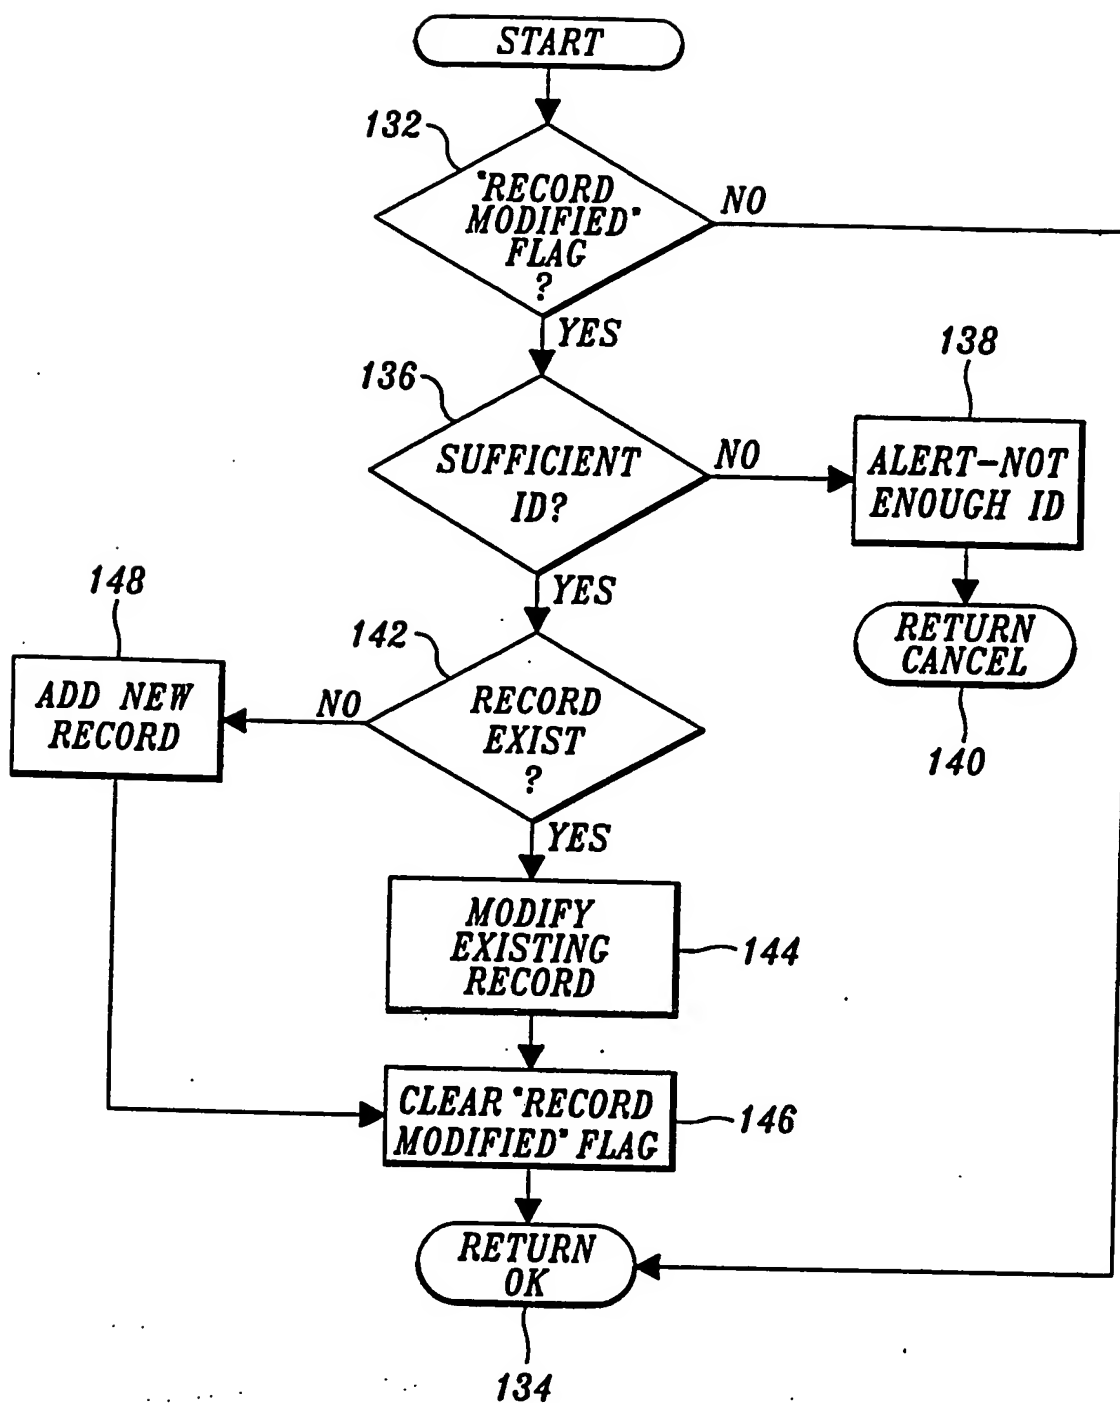 START
132
"RECORD
MODIFIED"
FLAG
?
NO
YES
136
SUFFICIENT
ID?
NO
138
ALERT-NOT
ENOUGH ID
RETURN
CANCEL
140
YES
142
RECORD
EXIST
?
NO
148
ADD NEW
RECORD
YES
MODIFY
EXISTING
RECORD
144
CLEAR "RECORD
MODIFIED" FLAG
146
RETURN
OK
134